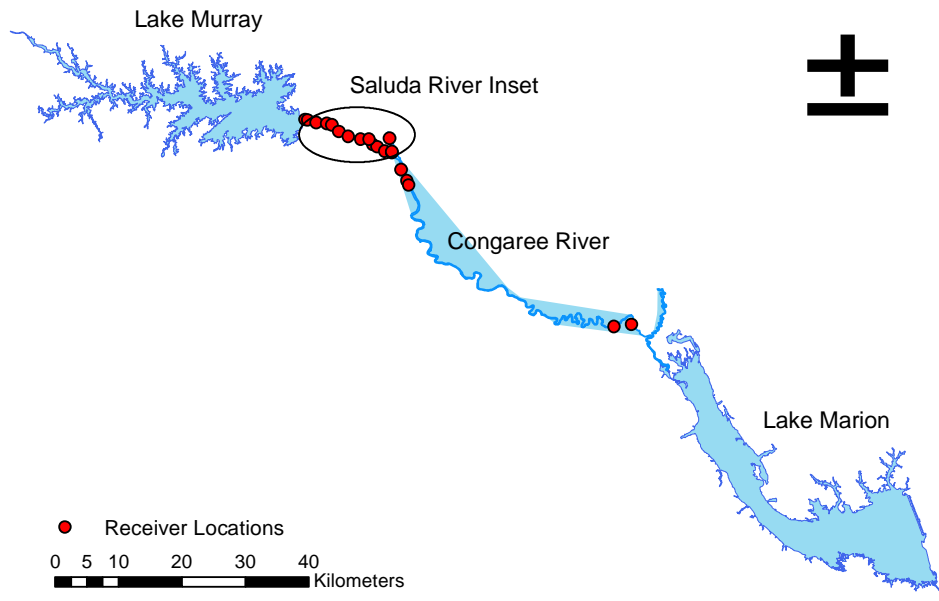 Lake Murray
Saluda River Inset
Congaree River
Lake Marion
Receiver Locations
0 5 10 20 30 40
Kilometers